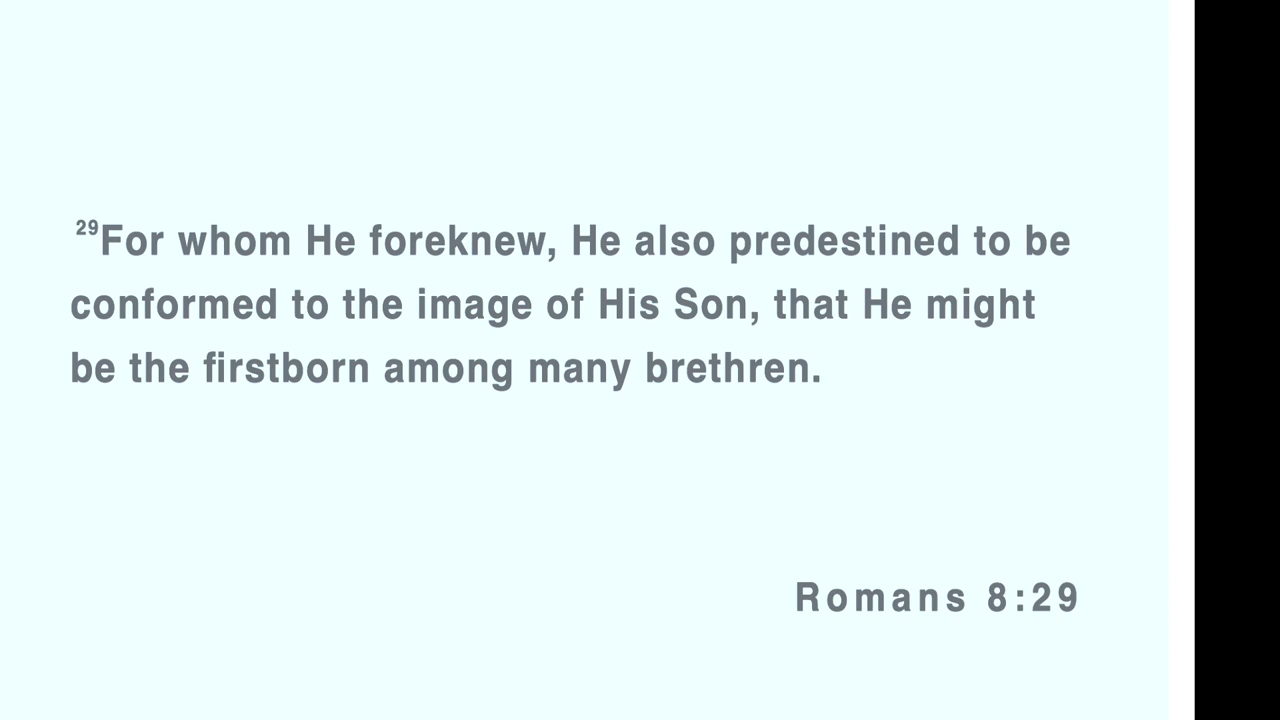 29For whom He foreknew, He also predestined to be
conformed to the image of His Son, that He might
be the firstborn among many brethren.
Romans 8:29